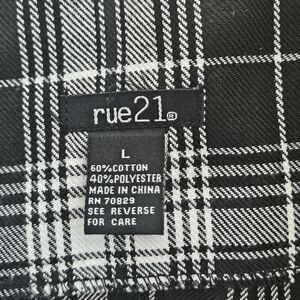 rue21®
L
60%COTTON
40%POLYESTER
MADE IN CHINA
RN 70829
SEE REVERSE
FOR CARE